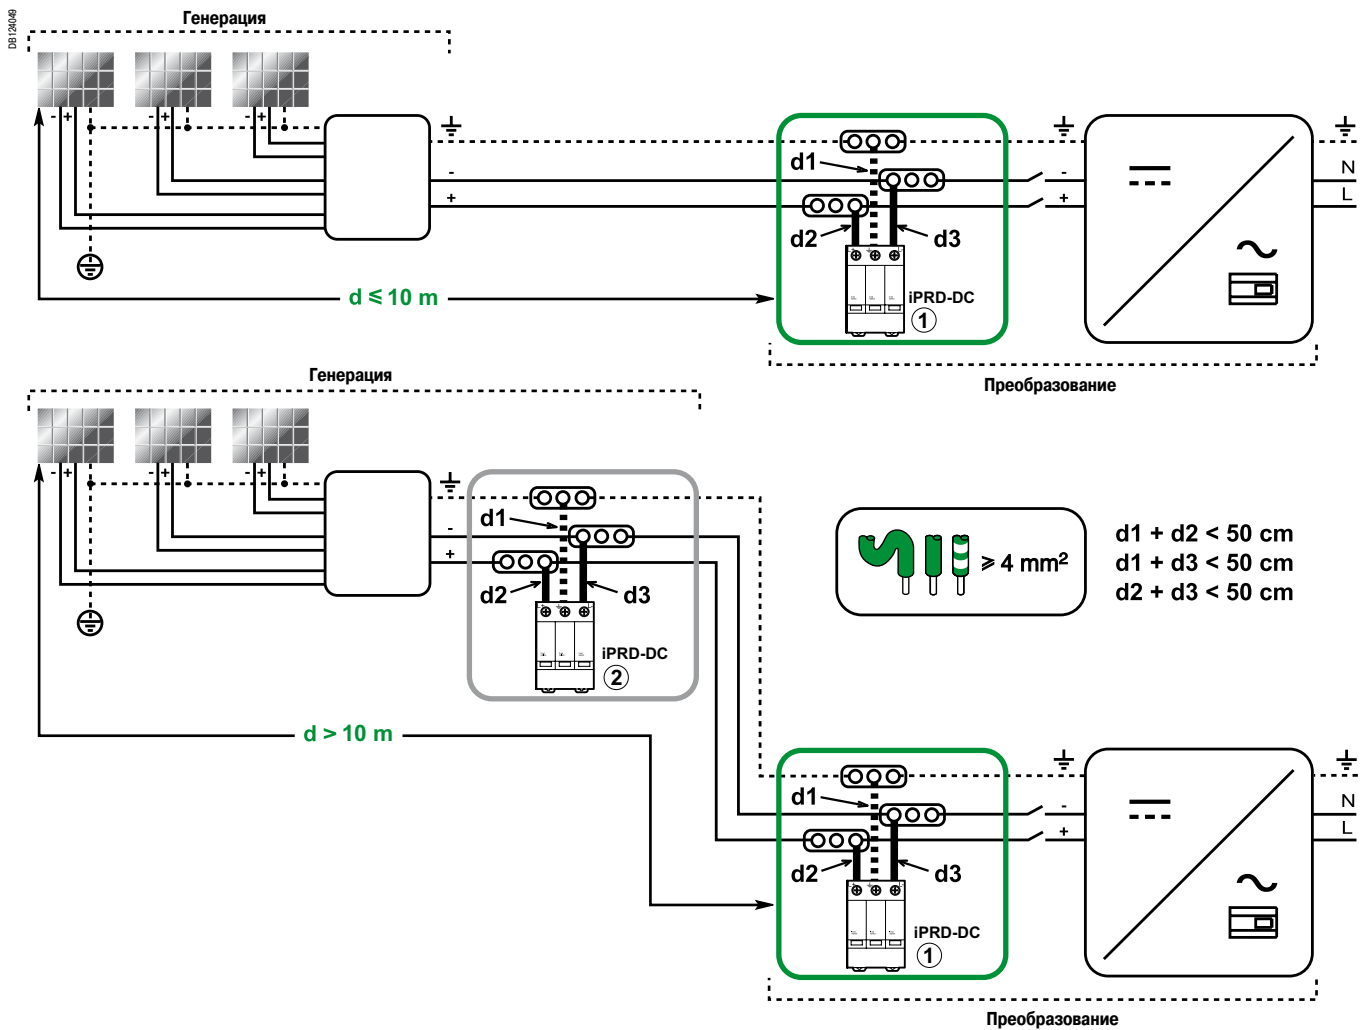 DB124049
Генерация
- +
- +
- +
-
+
d1
d2
d3
iPRD-DC
1
-
+
N
L
d ⩽ 10 m
Преобразование
Генерация
- +
- +
- +
-
+
d1
d2
d3
iPRD-DC
2
⩾ 4 mm²
d1 + d2 < 50 cm
d1 + d3 < 50 cm
d2 + d3 < 50 cm
d > 10 m
d1
d2
d3
iPRD-DC
1
-
+
N
L
Преобразование